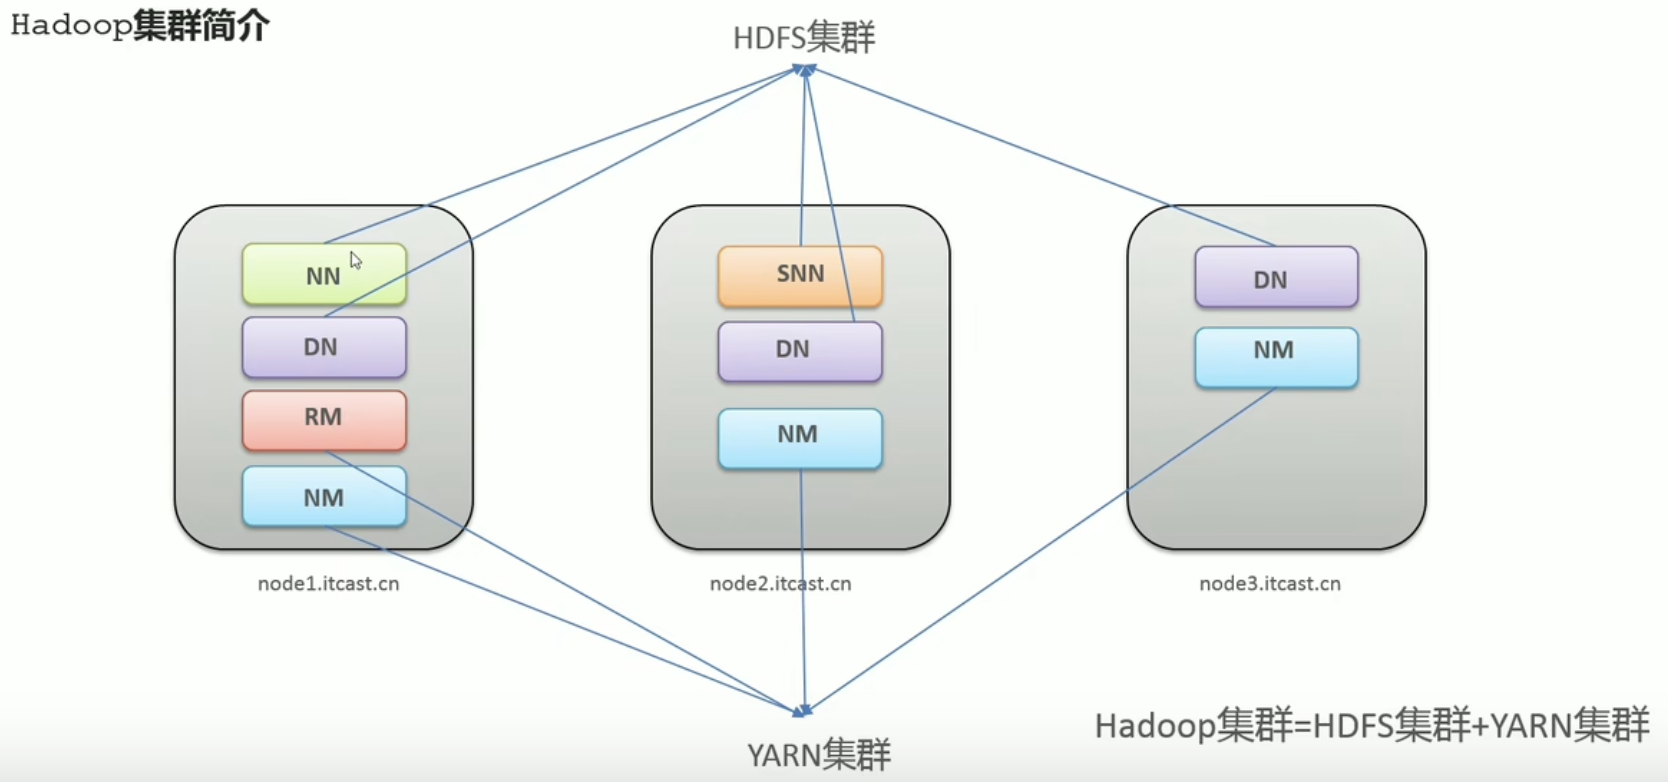 Hadoop集群简介
HDFS集群
NN
DN
RM
NM
node1.itcast.cn
SNN
DN
NM
node2.itcast.cn
DN
NM
node3.itcast.cn
YARN集群
Hadoop集群=HDFS集群+YARN集群